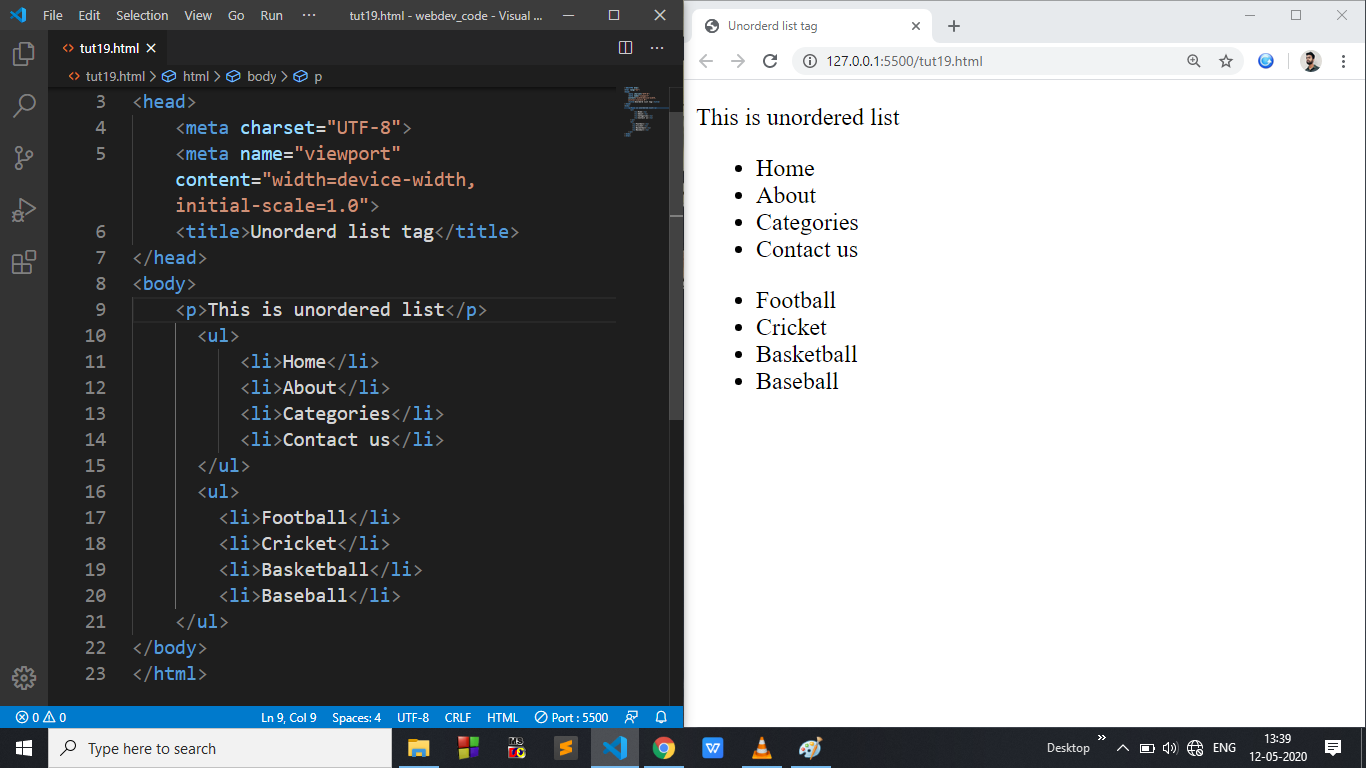 File Edit Selection View Go Run ··· tut19.html - webdev_code - Visual ...
tut19.html
tut19.html > html > body > p
3 <head>
4 <meta charset="UTF-8">
5 <meta name="viewport"
content="width=device-width,
initial-scale=1.0">
6 <title>Unorderd list tag</title>
7 </head>
8 <body>
9 <p>This is unordered list</p>
10 <ul>
11 <li>Home</li>
12 <li>About</li>
13 <li>Categories</li>
14 <li>Contact us</li>
15 </ul>
16 <ul>
17 <li>Football</li>
18 <li>Cricket</li>
19 <li>Basketball</li>
20 <li>Baseball</li>
21 </ul>
22 </body>
23 </html>
0 0 Ln 9, Col 9 Spaces: 4 UTF-8 CRLF HTML Port : 5500
Unorderd list tag
127.0.0.1:5500/tut19.html
This is unordered list
• Home
• About
• Categories
• Contact us
• Football
• Cricket
• Basketball
• Baseball
Type here to search
Desktop » ENG 13:39
12-05-2020